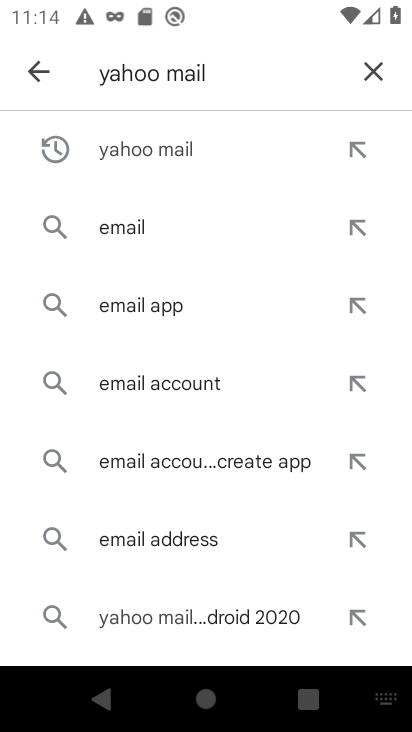 11:14
yahoo mail
yahoo mail
email
email app
email account
email accou...create app
email address
yahoo mail...droid 2020